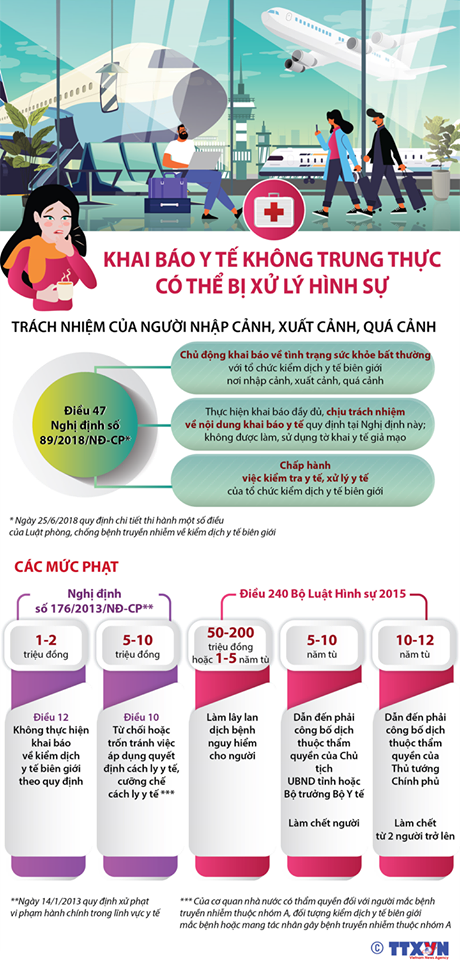 KHAI BÁO Y TẾ KHÔNG TRUNG THỰC
CÓ THỂ BỊ XỬ LÝ HÌNH SỰ
TRÁCH NHIỆM CỦA NGƯỜI NHẬP CẢNH, XUẤT CẢNH, QUÁ CẢNH
Điều 47
Nghị định số
89/2018/NĐ-CP*
Chủ động khai báo về tình trạng sức khỏe bất thường
với tổ chức kiểm dịch y tế biên giới
nơi nhập cảnh, xuất cảnh, quá cảnh
Thực hiện khai báo đầy đủ, chịu trách nhiệm
về nội dung khai báo y tế quy định tại Nghị định này;
không được làm, sử dụng tờ khai y tế giả mạo
Chấp hành
việc kiểm tra y tế, xử lý y tế
của tổ chức kiểm dịch y tế biên giới
* Ngày 25/6/2018 quy định chi tiết thi hành một số điều
của Luật phòng, chống bệnh truyền nhiễm về kiểm dịch y tế biên giới
CÁC MỨC PHẠT
Nghị định
số 176/2013/NĐ-CP**
1-2
triệu đồng
Điều 12
Không thực hiện
khai báo
về kiểm dịch
y tế biên giới
theo quy định
5-10
triệu đồng
Điều 10
Từ chối hoặc
trốn tránh việc
áp dụng quyết
định cách ly y tế,
cưỡng chế
cách ly y tế ***
Điều 240 Bộ Luật Hình sự 2015
50-200
triệu đồng
hoặc 1-5 năm tù
Làm lây lan
dịch bệnh
nguy hiểm
cho người
5-10
năm tù
Dẫn đến phải
công bố dịch
thuộc thẩm
quyền của Chủ
tịch
UBND tỉnh hoặc
Bộ trưởng Bộ Y tế
Làm chết người
10-12
năm tù
Dẫn đến phải
công bố dịch
thuộc thẩm
quyền của
Thủ tướng
Chính phủ
Làm chết
từ 2 người trở lên
**Ngày 14/1/2013 quy định xử phạt
vi phạm hành chính trong lĩnh vực y tế
*** Của cơ quan nhà nước có thẩm quyền đối với người mắc bệnh
truyền nhiễm thuộc nhóm A, đối tượng kiểm dịch y tế biên giới
mắc bệnh hoặc mang tác nhân gây bệnh truyền nhiễm thuộc nhóm A
© TTXVN
Vietnam News Agency